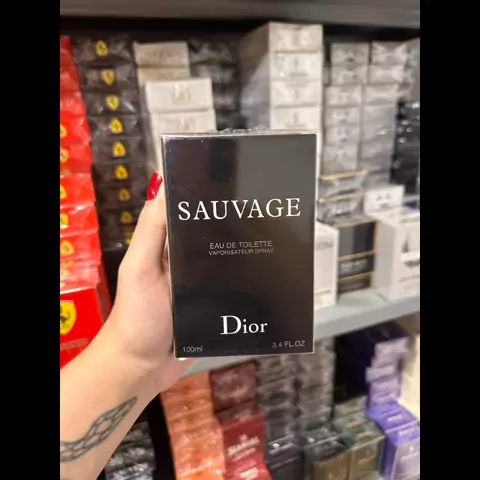 SAUVAGE
EAU DE TOILETTE
VAPORISATEUR SPRAY
Dior
100ml
3.4 FL.OZ